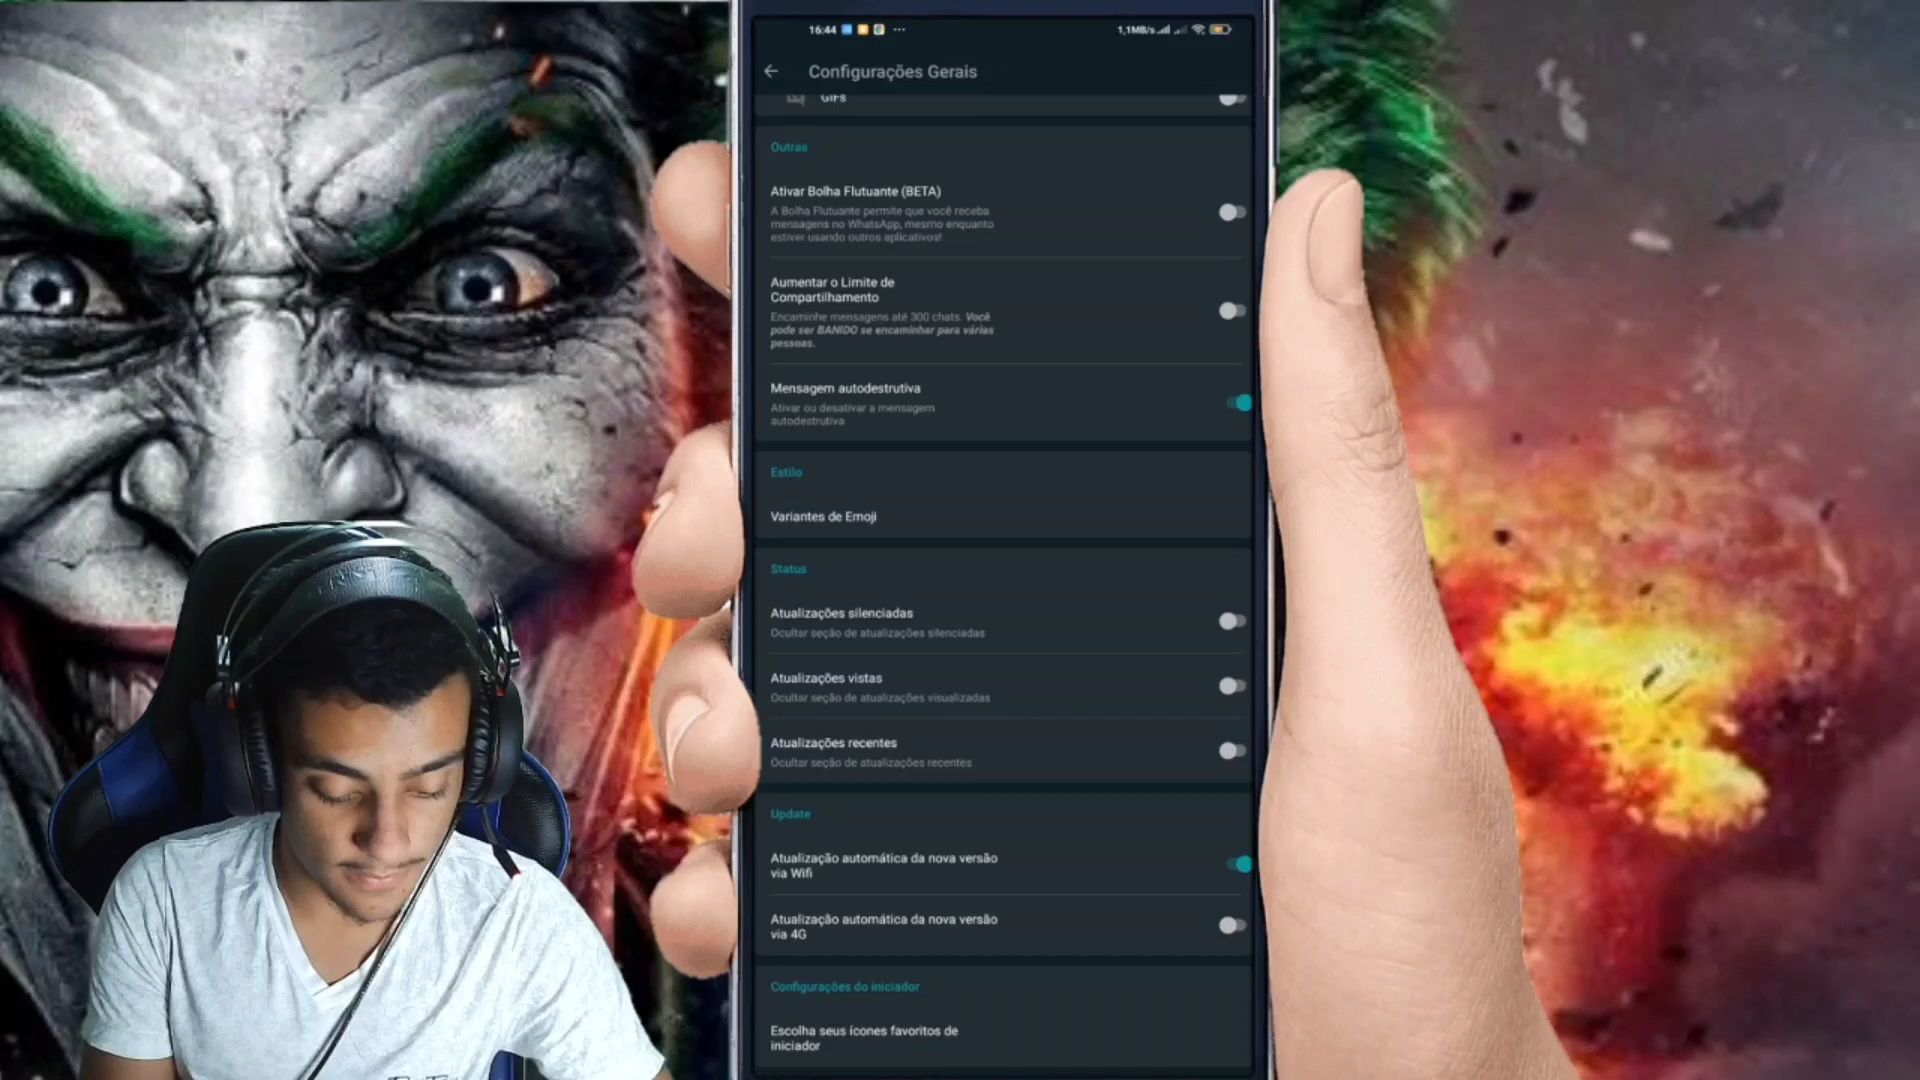 16:44
1,1MB/s
Configurações Gerais
GIFs
Outras
Ativar Bolha Flutuante (BETA)
A Bolha Flutuante permite que você receba
mensagens no WhatsApp, mesmo enquanto
estiver usando outros aplicativos!
Aumentar o Limite de
Compartilhamento
Encaminhe mensagens até 300 chats. Você
pode ser BANIDO se encaminhar para várias
pessoas.
Mensagem autodestrutiva
Ativar ou desativar a mensagem
autodestrutiva
Estilo
Variantes de Emoji
Status
Atualizações silenciadas
Ocultar seção de atualizações silenciadas
Atualizações vistas
Ocultar seção de atualizações visualizadas
Atualizações recentes
Ocultar seção de atualizações recentes
Update
Atualização automática da nova versão
via Wifi
Atualização automática da nova versão
via 4G
Configurações do iniciador
Escolha seus ícones favoritos de
iniciador